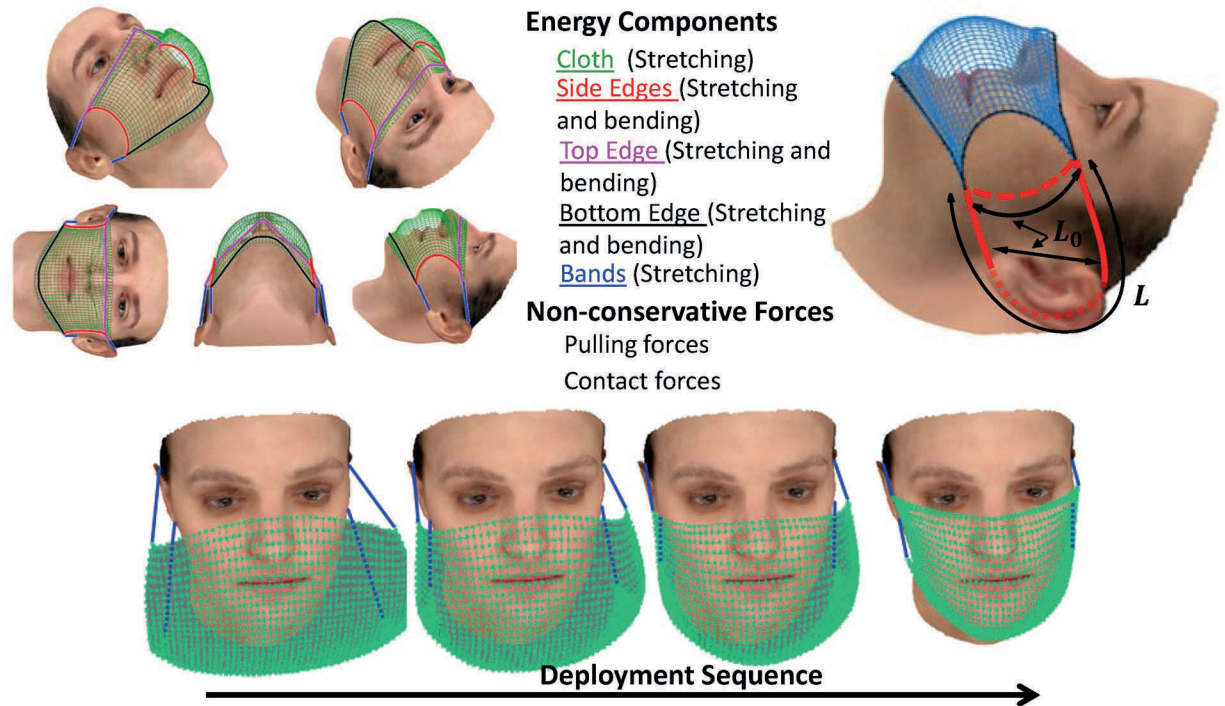 Energy Components
Cloth (Stretching)
Side Edges (Stretching
and bending)
Top Edge (Stretching and
bending)
Bottom Edge (Stretching
and bending)
Bands (Stretching)
Non-conservative Forces
Pulling forces
Contact forces
L₀
L
Deployment Sequence